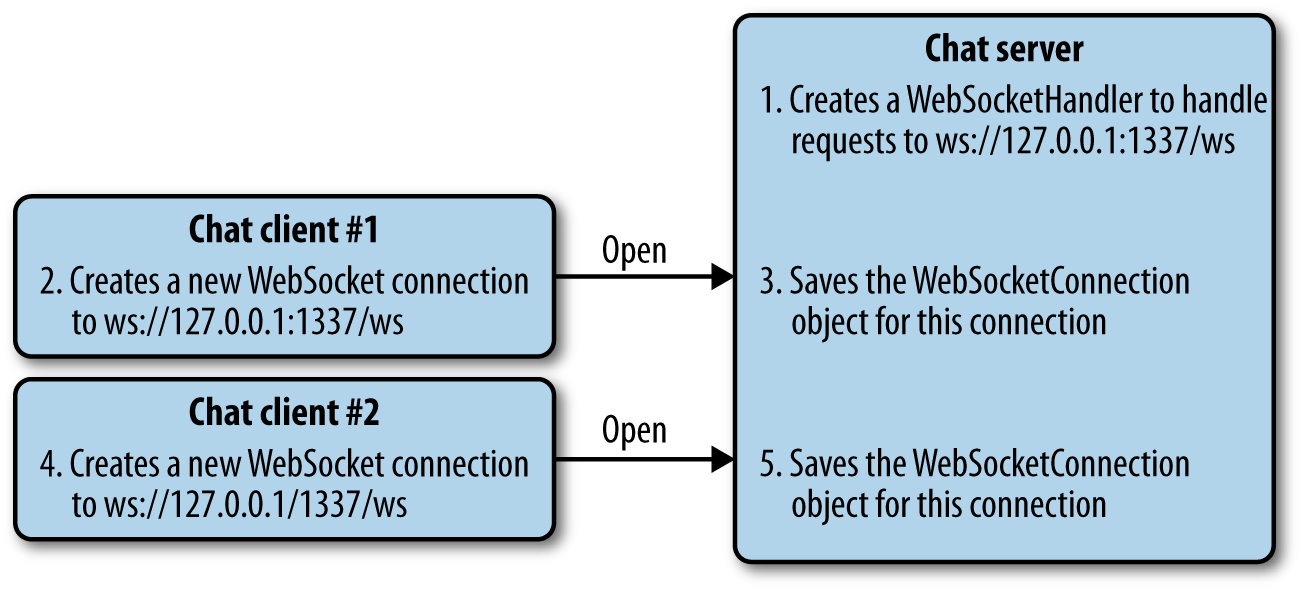 Chat server
1. Creates a WebSocketHandler to handle
requests to ws://127.0.0.1:1337/ws
Chat client #1
2. Creates a new WebSocket connection
to ws://127.0.0.1:1337/ws
Open
3. Saves the WebSocketConnection
object for this connection
Chat client #2
4. Creates a new WebSocket connection
to ws://127.0.0.1/1337/ws
Open
5. Saves the WebSocketConnection
object for this connection